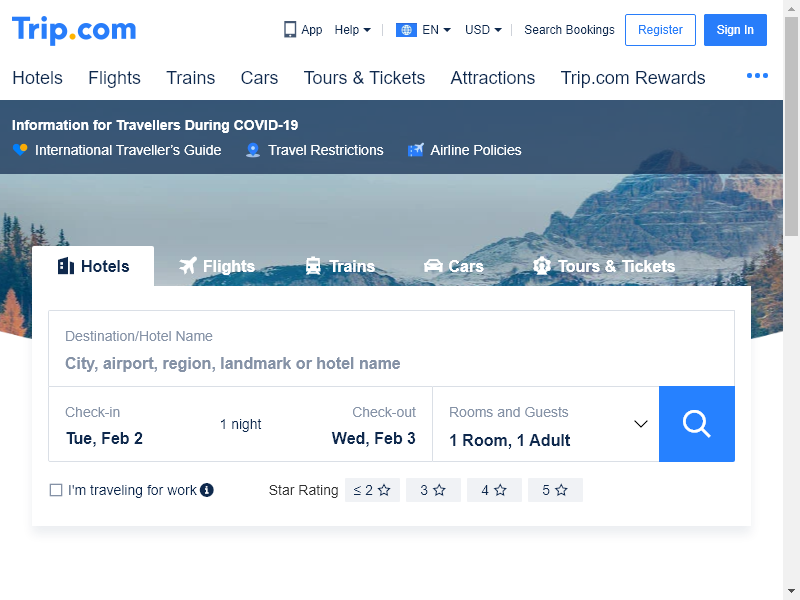 Trip.com
App Help EN USD Search Bookings Register Sign In
Hotels Flights Trains Cars Tours & Tickets Attractions Trip.com Rewards
Information for Travellers During COVID-19
International Traveller's Guide Travel Restrictions Airline Policies
Hotels Flights Trains Cars Tours & Tickets
Destination/Hotel Name
City, airport, region, landmark or hotel name
Check-in 1 night Check-out Rooms and Guests
Tue, Feb 2 Wed, Feb 3 1 Room, 1 Adult
I'm traveling for work Star Rating ≤ 2 3 4 5